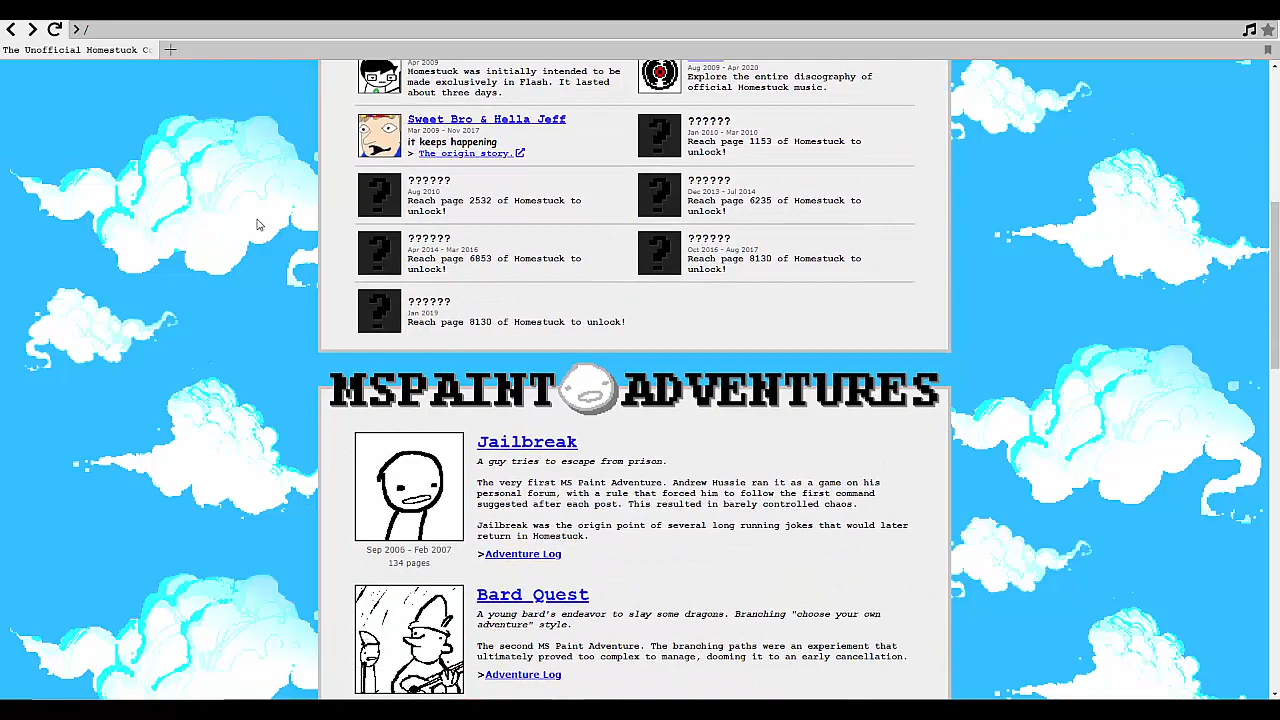 > /
The Unofficial Homestuck Co
Apr 2009
Homestuck was initially intended to be
made exclusively in Flash. It lasted
about three days.
Aug 2009 - Apr 2020
Explore the entire discography of
official Homestuck music.
Sweet Bro & Hella Jeff
Mar 2009 - Nov 2017
it keeps happening
> The origin story.
??????
Jan 2010 - Mar 2010
Reach page 1153 of Homestuck to
unlock!
??????
Aug 2010
Reach page 2532 of Homestuck to
unlock!
??????
Dec 2013 - Jul 2014
Reach page 6235 of Homestuck to
unlock!
??????
Apr 2014 - Mar 2016
Reach page 6853 of Homestuck to
unlock!
??????
Oct 2016 - Aug 2017
Reach page 8130 of Homestuck to
unlock!
??????
Jan 2019
Reach page 8130 of Homestuck to unlock!
MSPAINT ADVENTURES
Jailbreak
A guy tries to escape from prison.
The very first MS Paint Adventure. Andrew Hussie ran it as a game on his
personal forum, with a rule that forced him to follow the first command
suggested after each post. This resulted in barely controlled chaos.
Jailbreak was the origin point of several long running jokes that would later
return in Homestuck.
>Adventure Log
Sep 2006 - Feb 2007
134 pages
Bard Quest
A young bard's endeavor to slay some dragons. Branching "choose your own
adventure" style.
The second MS Paint Adventure. The branching paths were an experiment that
ultimately proved too complex to manage, dooming it to an early cancellation.
>Adventure Log